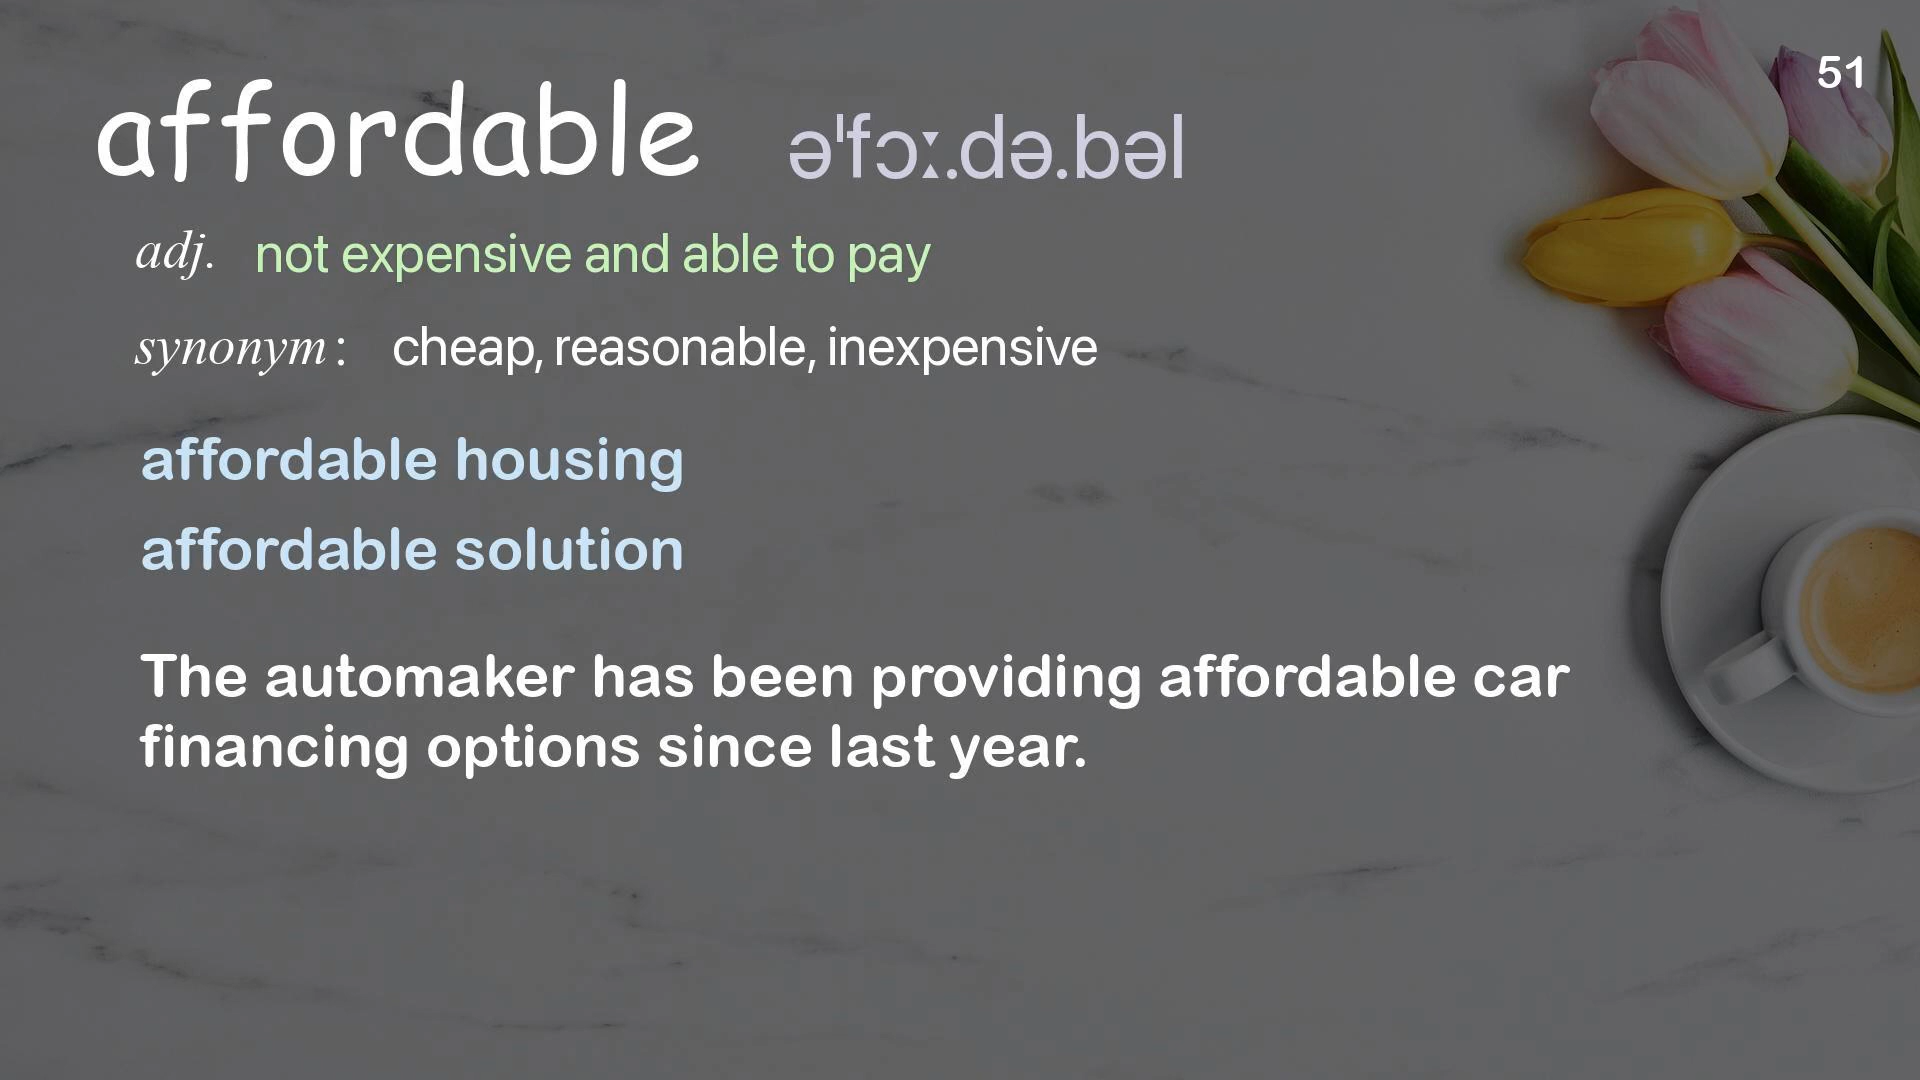 51
affordable əˈfɔː.də.bəl
adj. not expensive and able to pay
synonym: cheap, reasonable, inexpensive
affordable housing
affordable solution
The automaker has been providing affordable car
financing options since last year.